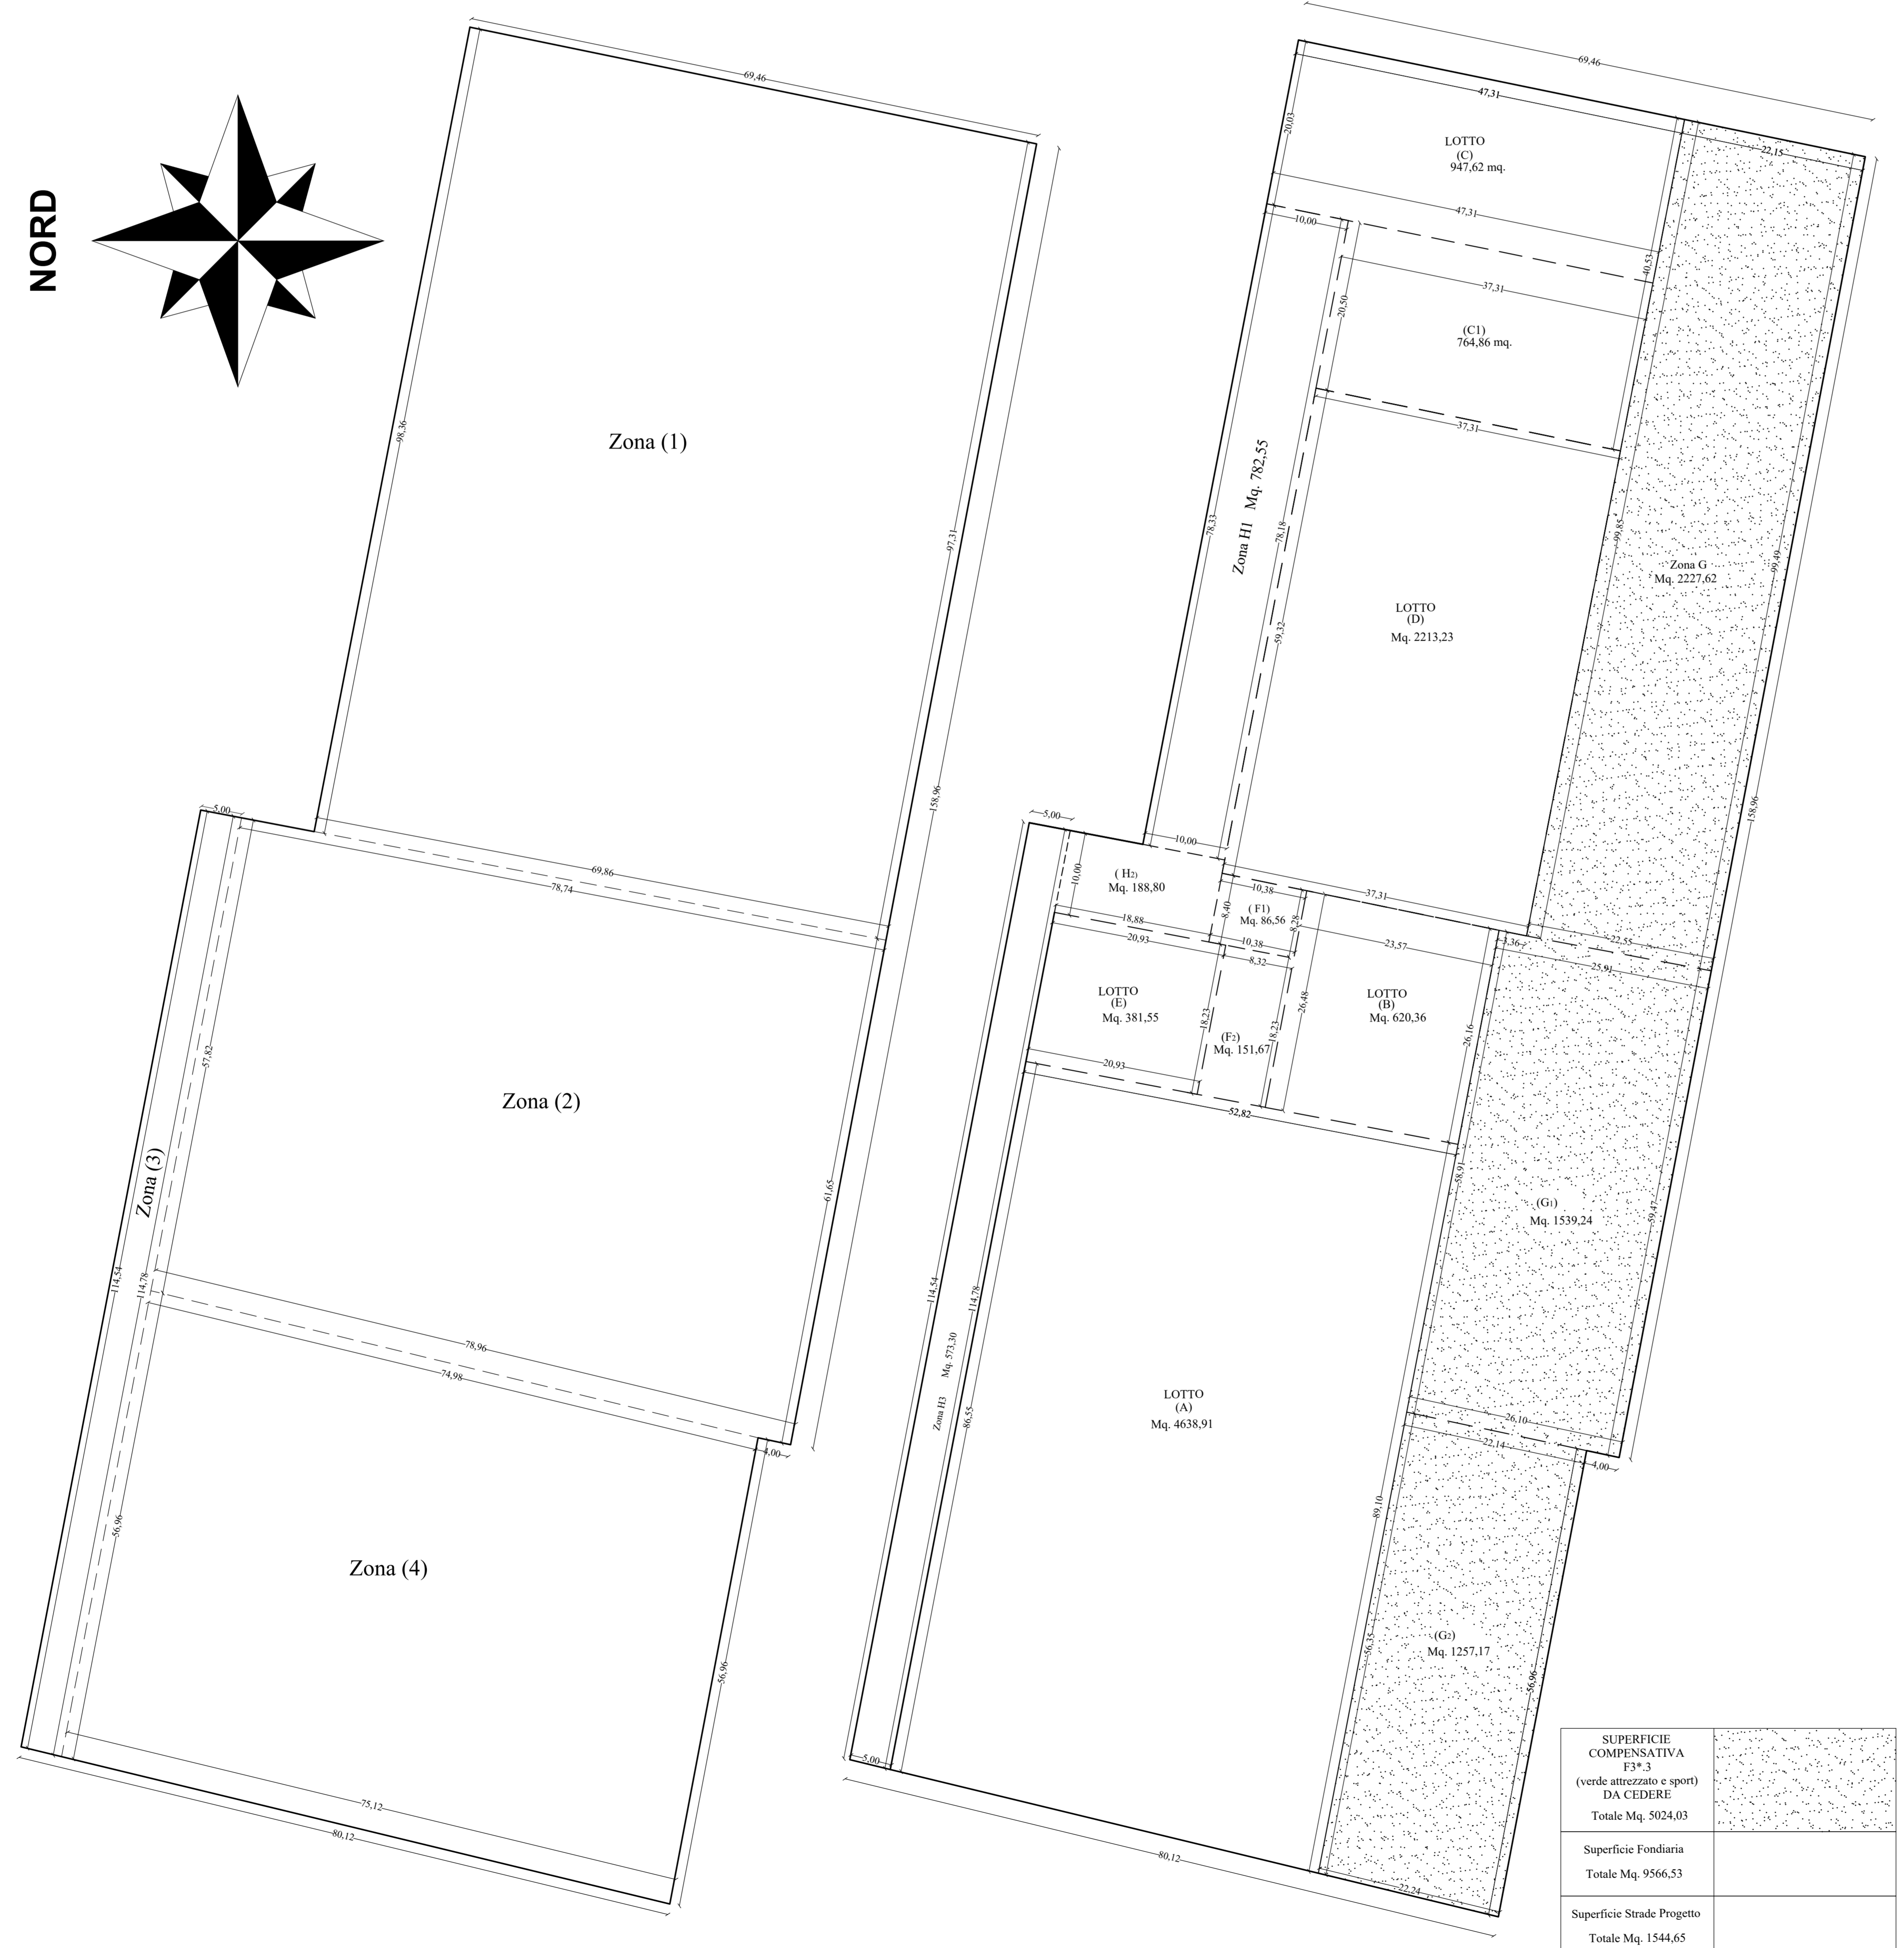 NORD
69,46
98,36
Zona (1)
97,31
158,96
5,00
69,86
78,74
57,82
Zona (2)
Zona (3)
61,65
114,54
114,78
78,96
74,98
4,00
56,96
Zona (4)
56,96
75,12
80,12
69,46
47,31
20,03
LOTTO
(C)
947,62 mq.
22,15
47,31
10,00
40,53
37,31
20,50
(C1)
764,86 mq.
37,31
Zona H1 Mq. 782,55
78,33
78,18
99,85
99,49
Zona G
Mq. 2227,62
LOTTO
(D)
Mq. 2213,23
59,32
158,96
5,00
10,00
10,00
( H2)
Mq. 188,80
10,38
37,31
( F1)
Mq. 86,56
8,40
8,28
18,88
20,93
10,38
8,32
23,57
3,36
22,55
25,91
LOTTO
(E)
Mq. 381,55
LOTTO
(B)
Mq. 620,36
26,48
18,23
18,23
26,16
(F2)
Mq. 151,67
20,93
52,82
58,91
(G1)
Mq. 1539,24
59,47
114,54
114,78
Zona H3 Mq. 573,30
86,55
LOTTO
(A)
Mq. 4638,91
26,10
22,14
4,00
89,10
56,35
(G2)
Mq. 1257,17
56,96
5,00
80,12
22,24
SUPERFICIE
COMPENSATIVA
F3*.3
(verde attrezzato e sport)
DA CEDERE
Totale Mq. 5024,03
Superficie Fondiaria
Totale Mq. 9566,53
Superficie Strade Progetto
Totale Mq. 1544,65